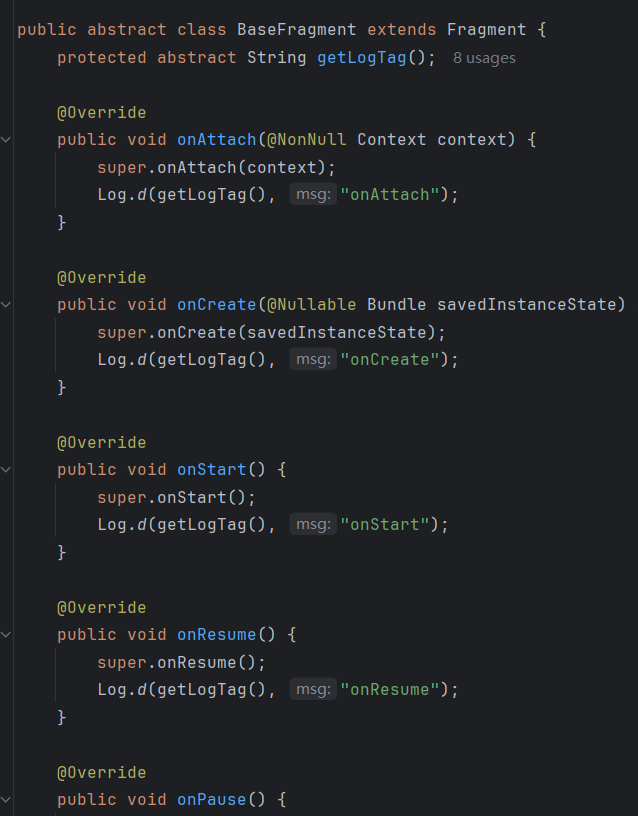 public abstract class BaseFragment extends Fragment {
    protected abstract String getLogTag(); 8 usages

    @Override
    public void onAttach(@NonNull Context context) {
        super.onAttach(context);
        Log.d(getLogTag(), msg: "onAttach");
    }

    @Override
    public void onCreate(@Nullable Bundle savedInstanceState)
        super.onCreate(savedInstanceState);
        Log.d(getLogTag(), msg: "onCreate");
    }

    @Override
    public void onStart() {
        super.onStart();
        Log.d(getLogTag(), msg: "onStart");
    }

    @Override
    public void onResume() {
        super.onResume();
        Log.d(getLogTag(), msg: "onResume");
    }

    @Override
    public void onPause() {